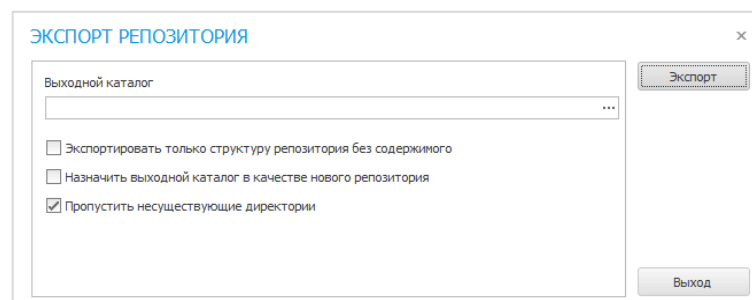 ЭКСПОРТ РЕПОЗИТОРИЯ
Экспорт
Выходной каталог
...
Экспортировать только структуру репозитория без содержимого
Назначить выходной каталог в качестве нового репозитория
Пропустить несуществующие директории
Выход